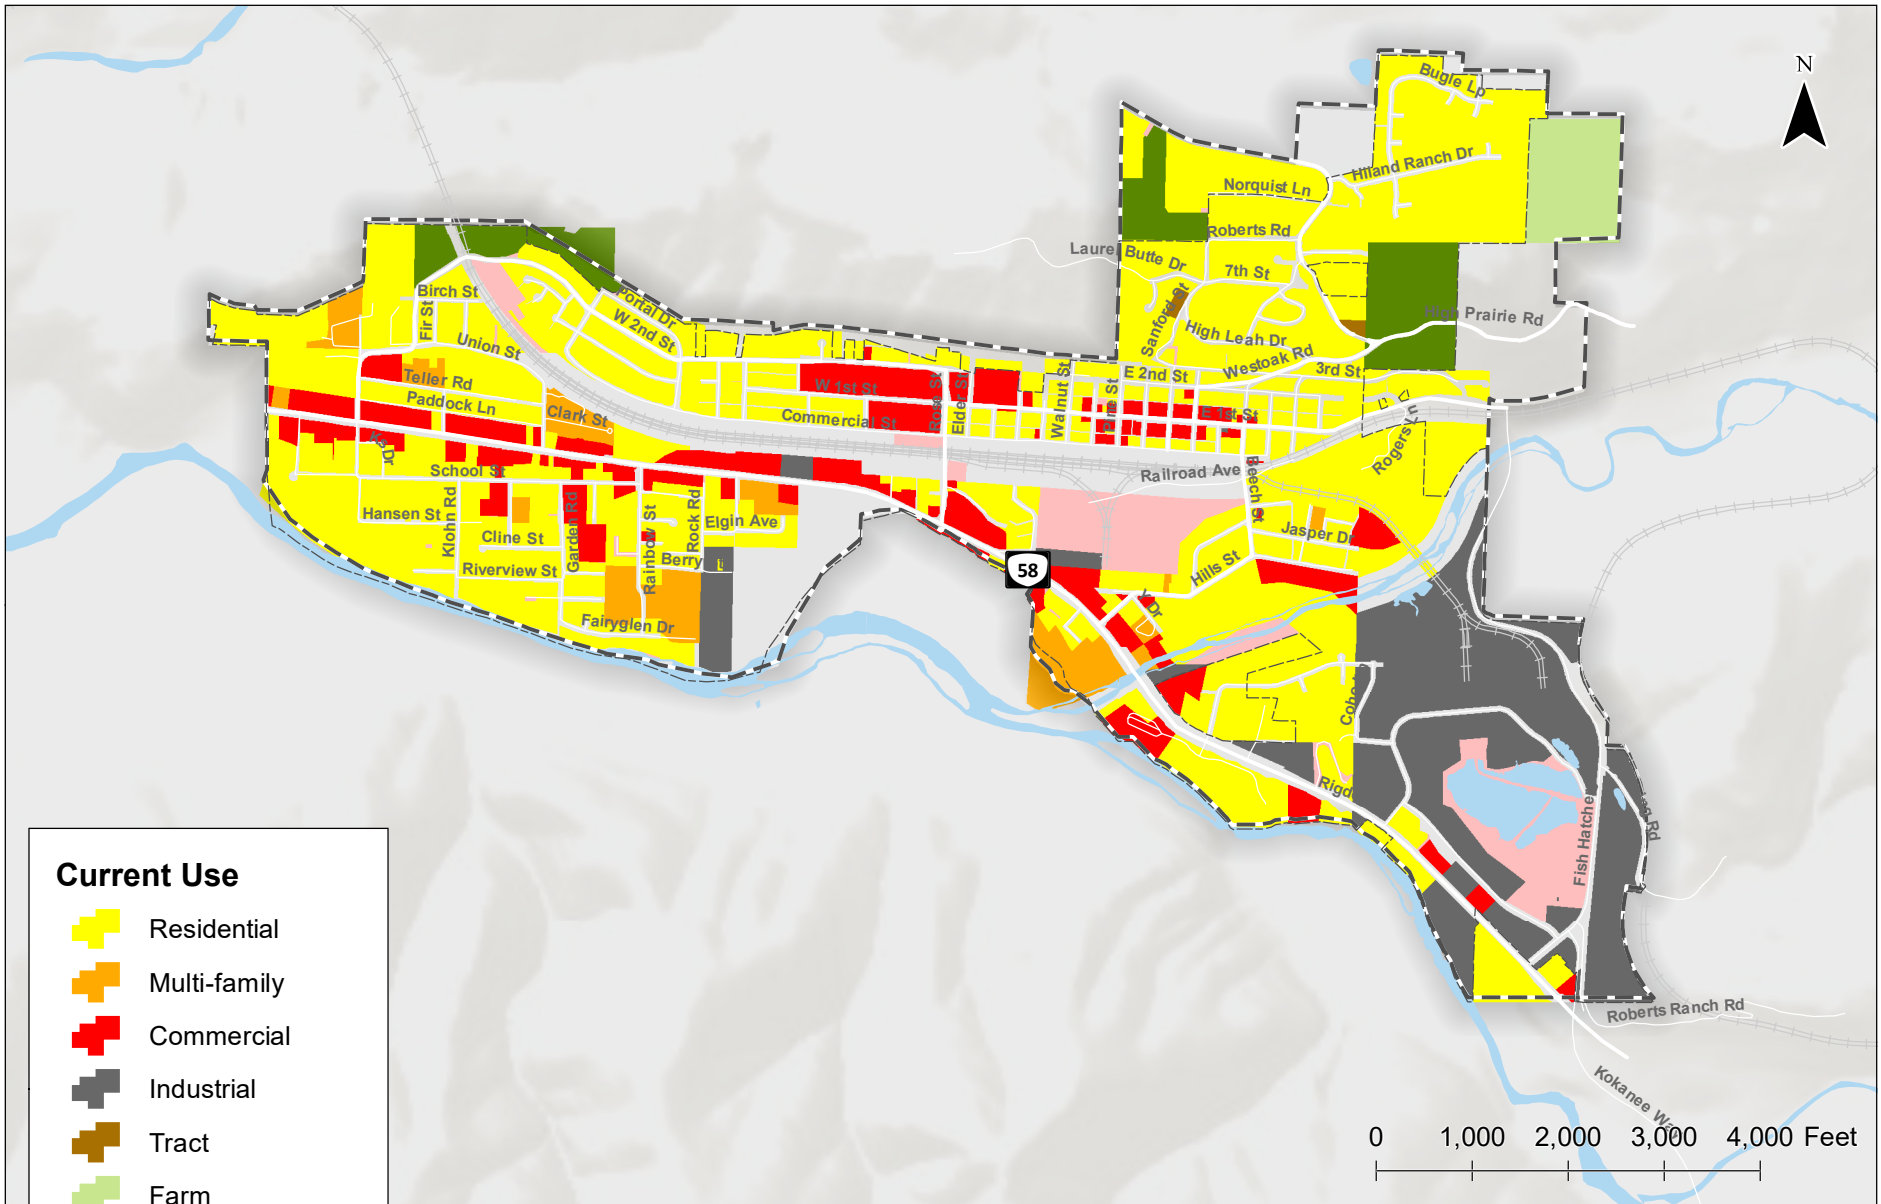 N
Bugle Lp
Hiland Ranch Dr
Norquist Ln
Roberts Rd
Laurel Butte Dr
7th St
Sanford St
High Prairie Rd
High Leah Dr
Westoak Rd
3rd St
E 2nd St
Birch St
Fir St
Portal Dr
W 2nd St
Union St
Teller Rd
Paddock Ln
Clark St
W 1st St
Commercial St
Rose St
Elder St
Walnut St
Pine St
E 1st St
Rogers Ln
Railroad Ave
Beech St
School St
Hansen St
Klohn Rd
Cline St
Garden Rd
Riverview St
Rainbow St
Rock Rd
Elgin Ave
Berry
Fairyglen Dr
58
Jasper Dr
Hills St
Rigd
Fish Hatche
Roberts Ranch Rd
Kokanee Way
Current Use
Residential
Multi-family
Commercial
Industrial
Tract
Farm
0 1,000 2,000 3,000 4,000 Feet